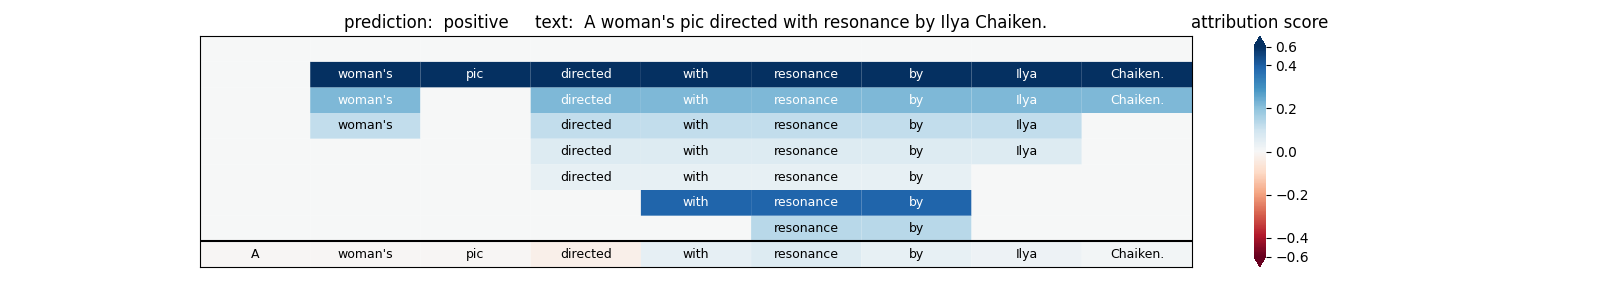 prediction:  positive     text:  A woman's pic directed with resonance by Ilya Chaiken.     attribution score
woman's pic directed with resonance by Ilya Chaiken.
woman's directed with resonance by Ilya Chaiken.
woman's directed with resonance by Ilya
directed with resonance by Ilya
directed with resonance by
with resonance by
resonance by
A woman's pic directed with resonance by Ilya Chaiken.
0.6
0.4
0.2
0.0
−0.2
−0.4
−0.6